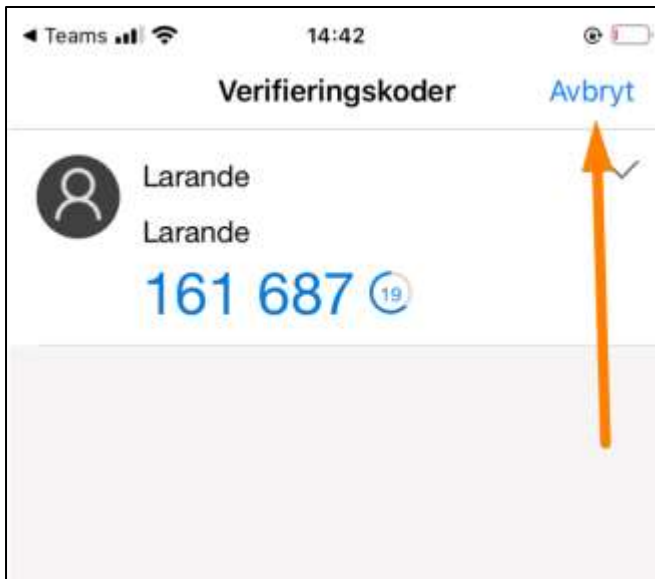 Teams 14:42
Verifieringskoder Avbryt
Larande
Larande
161 687 19